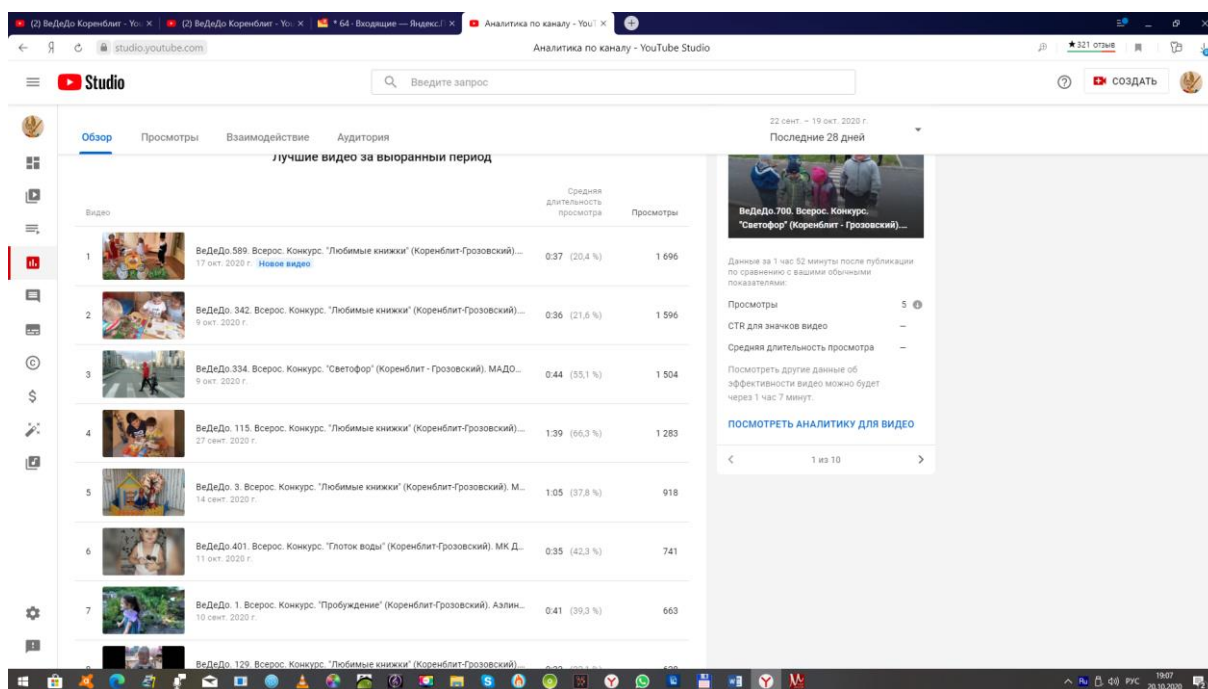 (2) ВеДеДо Коренблит - You
(2) ВеДеДо Коренблит - You
* 64 · Входящие — Яндекс.П
Аналитика по каналу - YouT
studio.youtube.com
Аналитика по каналу - YouTube Studio
★321 отзыв
Studio
Введите запрос
СОЗДАТЬ
Обзор
Просмотры
Взаимодействие
Аудитория
22 сент. – 19 окт. 2020 г.
Последние 28 дней
Лучшие видео за выбранный период
Видео
Средняя
длительность
просмотра
Просмотры
1
ВеДеДо.589. Всерос. Конкурс. "Любимые книжки" (Коренблит-Грозовский)....
17 окт. 2020 г. Новое видео
0:37 (20,4 %)
1 696
2
ВеДеДо. 342. Всерос. Конкурс. "Любимые книжки" (Коренблит-Грозовский)....
9 окт. 2020 г.
0:36 (21,6 %)
1 596
3
ВеДеДо.334. Всерос. Конкурс. "Светофор" (Коренблит - Грозовский). МАДО...
9 окт. 2020 г.
0:44 (55,1 %)
1 504
4
ВеДеДо. 115. Всерос. Конкурс. "Любимые книжки" (Коренблит-Грозовский)....
27 сент. 2020 г.
1:39 (66,3 %)
1 283
5
ВеДеДо. 3. Всерос. Конкурс. "Любимые книжки" (Коренблит-Грозовский). М...
14 сент. 2020 г.
1:05 (37,8 %)
918
6
ВеДеДо.401. Всерос. Конкурс. "Глоток воды" (Коренблит-Грозовский). МК Д...
11 окт. 2020 г.
0:35 (42,3 %)
741
7
ВеДеДо. 1. Всерос. Конкурс. "Пробуждение" (Коренблит-Грозовский). Аэлин...
10 сент. 2020 г.
0:41 (39,3 %)
663
ВеДеДо. 129. Всерос. Конкурс. "Любимые книжки" (Коренблит-Грозовский)....
ВеДеДо.700. Всерос. Конкурс.
"Светофор" (Коренблит - Грозовский)....
Данные за 1 час 52 минуты после публикации
по сравнению с вашими обычными
показателями:
Просмотры 5
CTR для значков видео –
Средняя длительность просмотра –
Посмотреть другие данные об
эффективности видео можно будет
через 1 час 7 минут.
ПОСМОТРЕТЬ АНАЛИТИКУ ДЛЯ ВИДЕО
1 из 10
РУС
19:07
20.10.2020